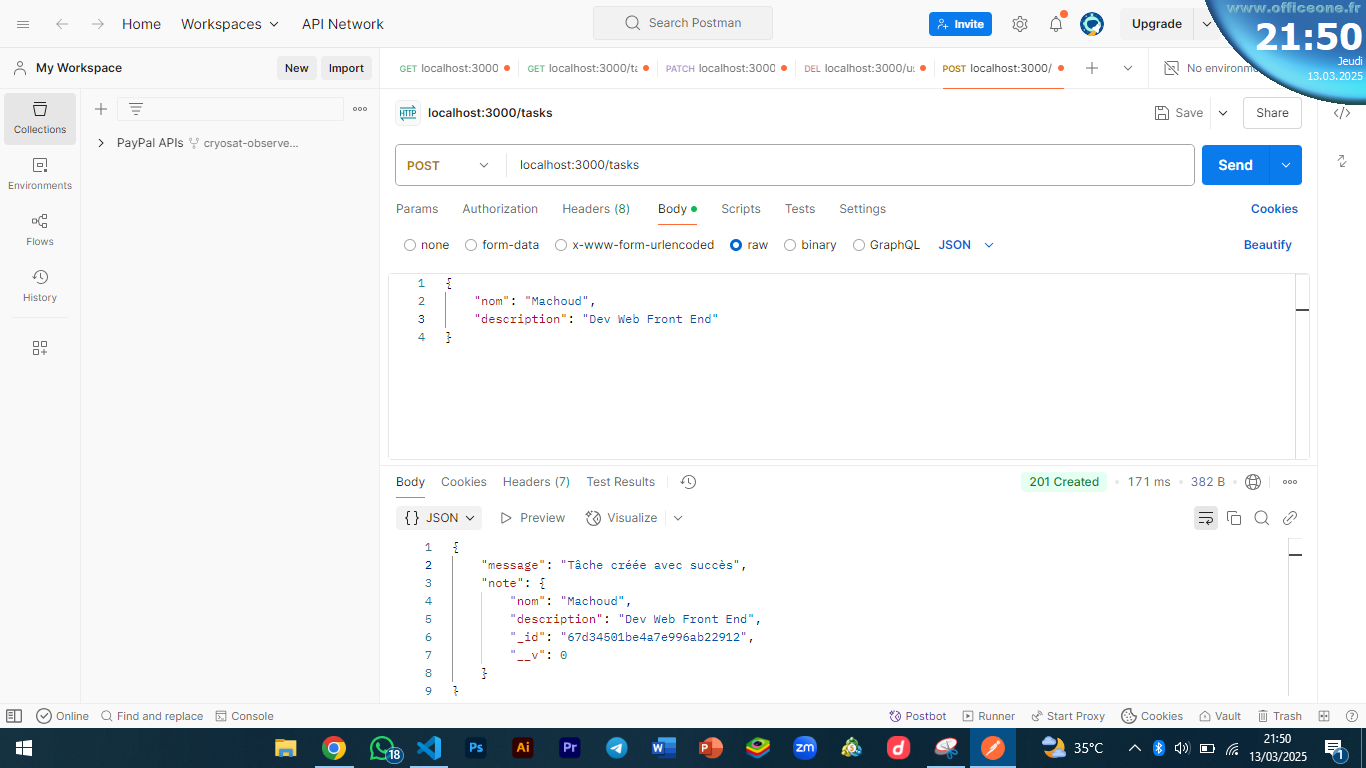 www.officeone.fr
21:50
Jeudi
13.03.2025
Home
Workspaces
API Network
Search Postman
Invite
Upgrade
My Workspace
New
Import
GET localhost:3000
GET localhost:3000/ta
PATCH localhost:3000
DEL localhost:3000/us
POST localhost:3000/
No environm
Collections
Environments
Flows
History
PayPal APIs
cryosat-observe...
HTTP
localhost:3000/tasks
Save
Share
POST
localhost:3000/tasks
Send
Params
Authorization
Headers (8)
Body
Scripts
Tests
Settings
Cookies
none
form-data
x-www-form-urlencoded
raw
binary
GraphQL
JSON
Beautify
1 {
2 "nom": "Machoud",
3 "description": "Dev Web Front End"
4 }
Body
Cookies
Headers (7)
Test Results
201 Created
171 ms
382 B
{} JSON
Preview
Visualize
1 {
2 "message": "Tâche créée avec succès",
3 "note": {
4 "nom": "Machoud",
5 "description": "Dev Web Front End",
6 "_id": "67d34501be4a7e996ab22912",
7 "__v": 0
8 }
9 }
Online
Find and replace
Console
Postbot
Runner
Start Proxy
Cookies
Vault
Trash
18
Ps
Ai
Pr
W
P
zm
d
35°C
21:50
13/03/2025
1